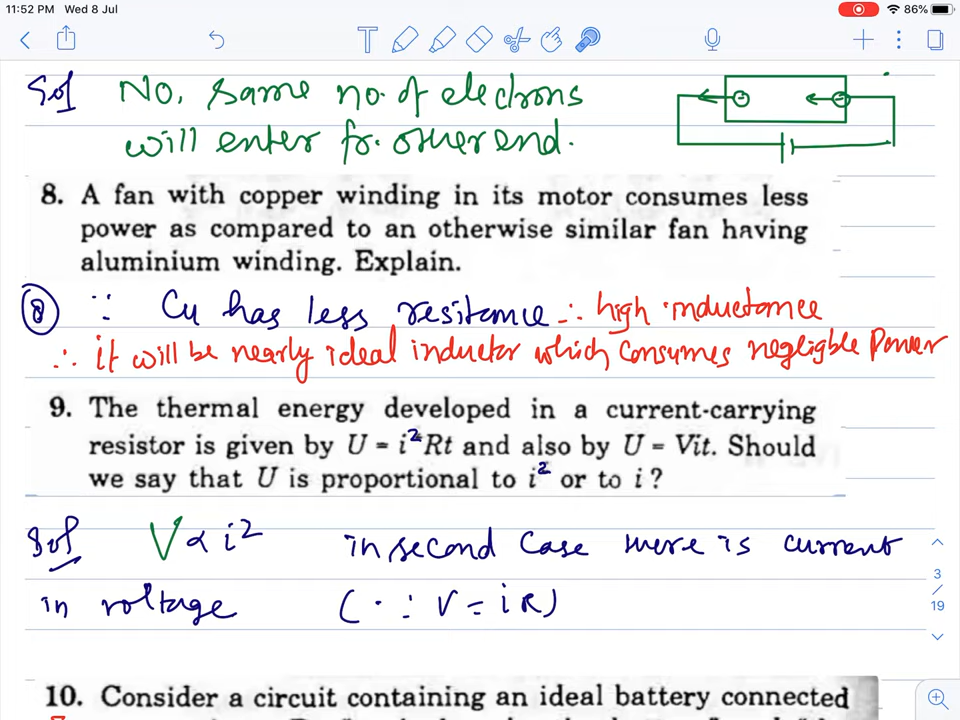 11:52 PM Wed 8 Jul
86%
Sol No, same no. of electrons
will enter fr. other end.
8. A fan with copper winding in its motor consumes less
power as compared to an otherwise similar fan having
aluminium winding. Explain.
⑧ ∵ Cu has less resitance ∴ high inductance
∴ it will be nearly ideal inductor which consumes negligble Power
9. The thermal energy developed in a current-carrying
resistor is given by U = i²Rt and also by U = Vit. Should
we say that U is proportional to i² or to i?
Sol V ∝ i² in second case there is current
in voltage (∵ V = iR)
3
/
19
10. Consider a circuit containing an ideal battery connected